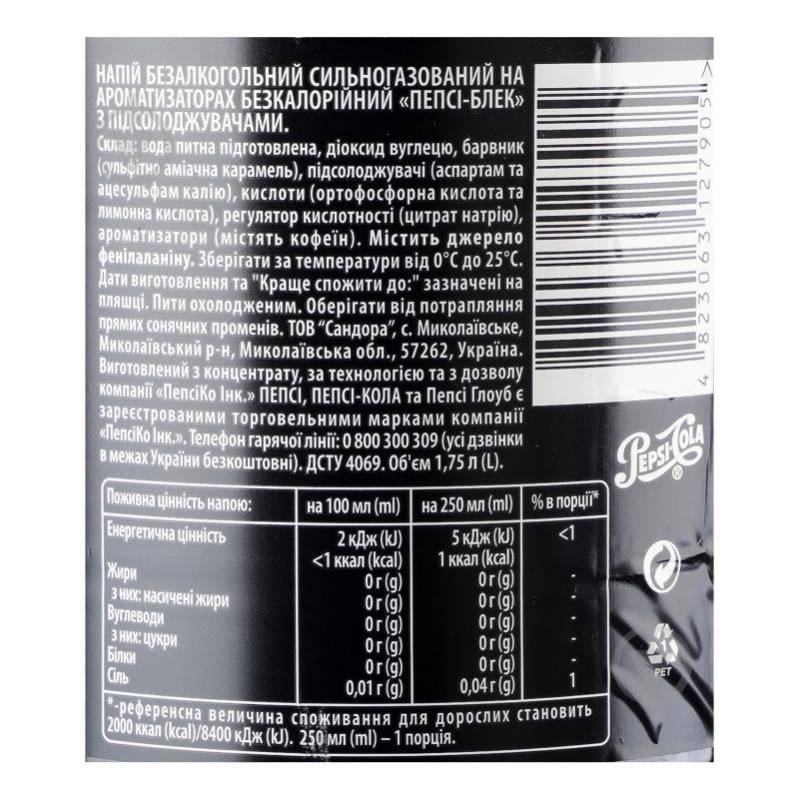 НАПІЙ БЕЗАЛКОГОЛЬНИЙ СИЛЬНОГАЗОВАНИЙ НА
АРОМАТИЗАТОРАХ БЕЗКАЛОРІЙНИЙ «ПЕПСІ-БЛЕК»
З ПІДСОЛОДЖУВАЧАМИ.
Склад: вода питна підготовлена, діоксид вуглецю, барвник
(сульфітно аміачна карамель), підсолоджувачі (аспартам та
ацесульфам калію), кислоти (ортофосфорна кислота та
лимонна кислота), регулятор кислотності (цитрат натрію),
ароматизатори (містять кофеїн). Містить джерело
фенілаланіну. Зберігати за температури від 0°С до 25°С.
Дати виготовлення та "Краще спожити до:" зазначені на
пляшці. Пити охолодженим. Оберігати від потрапляння
прямих сонячних променів. ТОВ “Сандора”, с. Миколаївське,
Миколаївський р-н, Миколаївська обл., 57262, Україна.
Виготовлений з концентрату, за технологією та з дозволу
компанії «ПепсіКо Інк.» ПЕПСІ, ПЕПСІ-КОЛА та Пепсі Глоуб є
зареєстрованими торговельними марками компанії
«ПепсіКо Інк.». Телефон гарячої лінії: 0 800 300 309 (усі дзвінки
в межах України безкоштовні). ДСТУ 4069. Об'єм 1,75 л (L).
4 823063 127905 >
PEPSI-COLA ®
Поживна цінність напою: на 100 мл (ml) на 250 мл (ml) % в порції*
Енергетична цінність 2 кДж (kJ) 5 кДж (kJ) <1
<1 ккал (kcal) 1 ккал (kcal)
Жири 0 г (g) 0 г (g) -
з них: насичені жири 0 г (g) 0 г (g) -
Вуглеводи 0 г (g) 0 г (g) -
з них: цукри 0 г (g) 0 г (g) -
Білки 0 г (g) 0 г (g) -
Сіль 0,01 г (g) 0,04 г (g) 1
*-референсна величина споживання для дорослих становить
2000 ккал (kcal)/8400 кДж (kJ). 250 мл (ml) – 1 порція.
1
PET